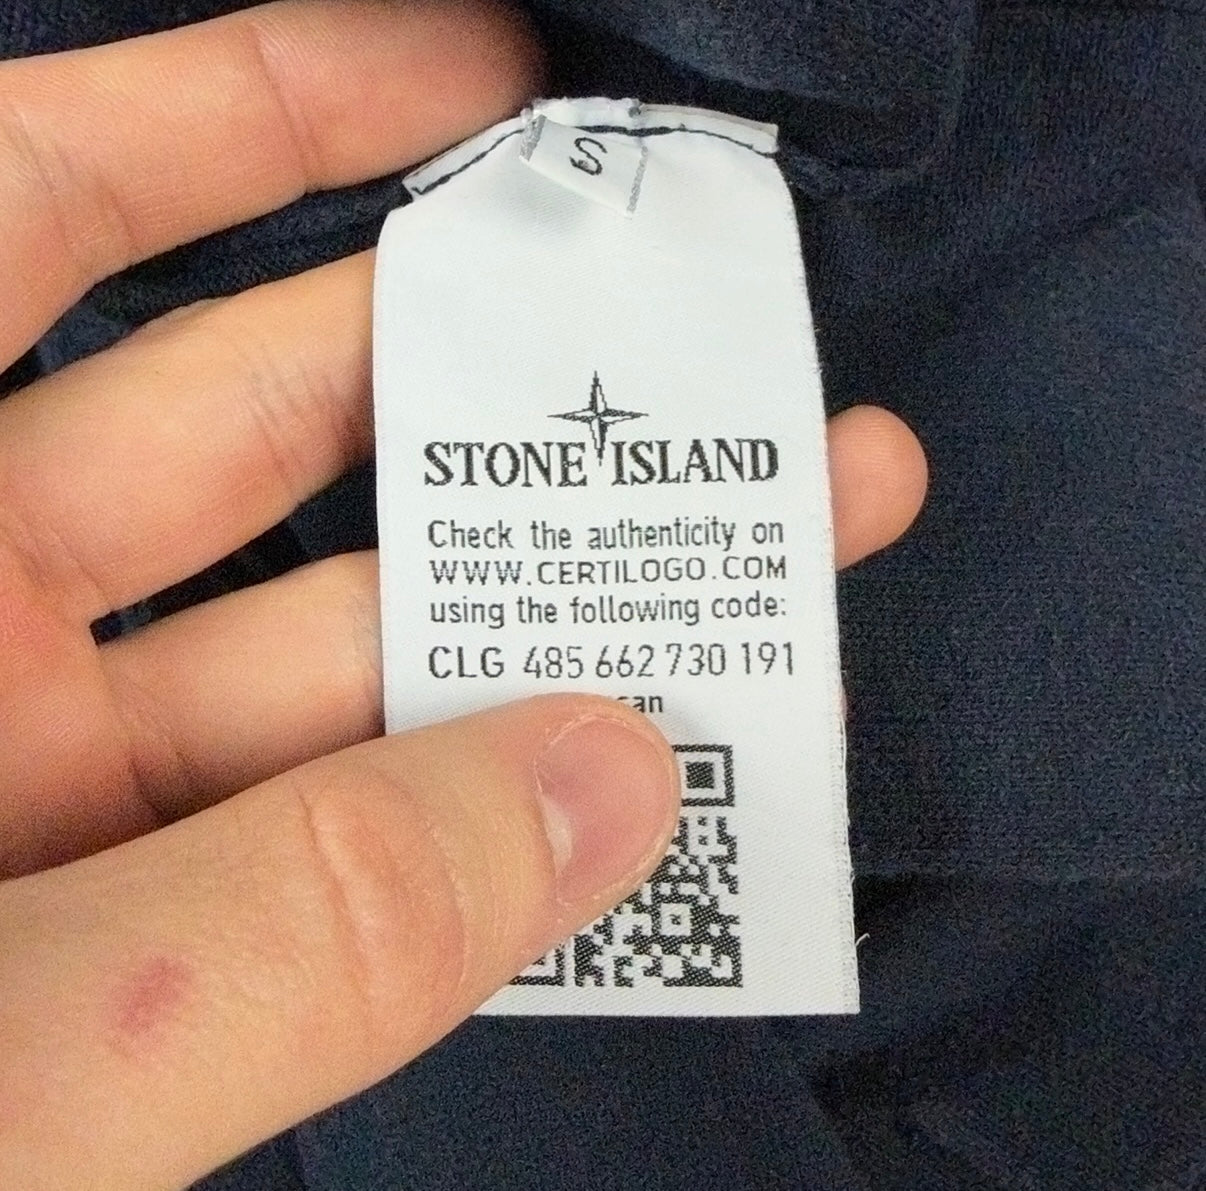 S
STONE ISLAND
Check the authenticity on
WWW.CERTILOGO.COM
using the following code:
CLG 485 662 730 191